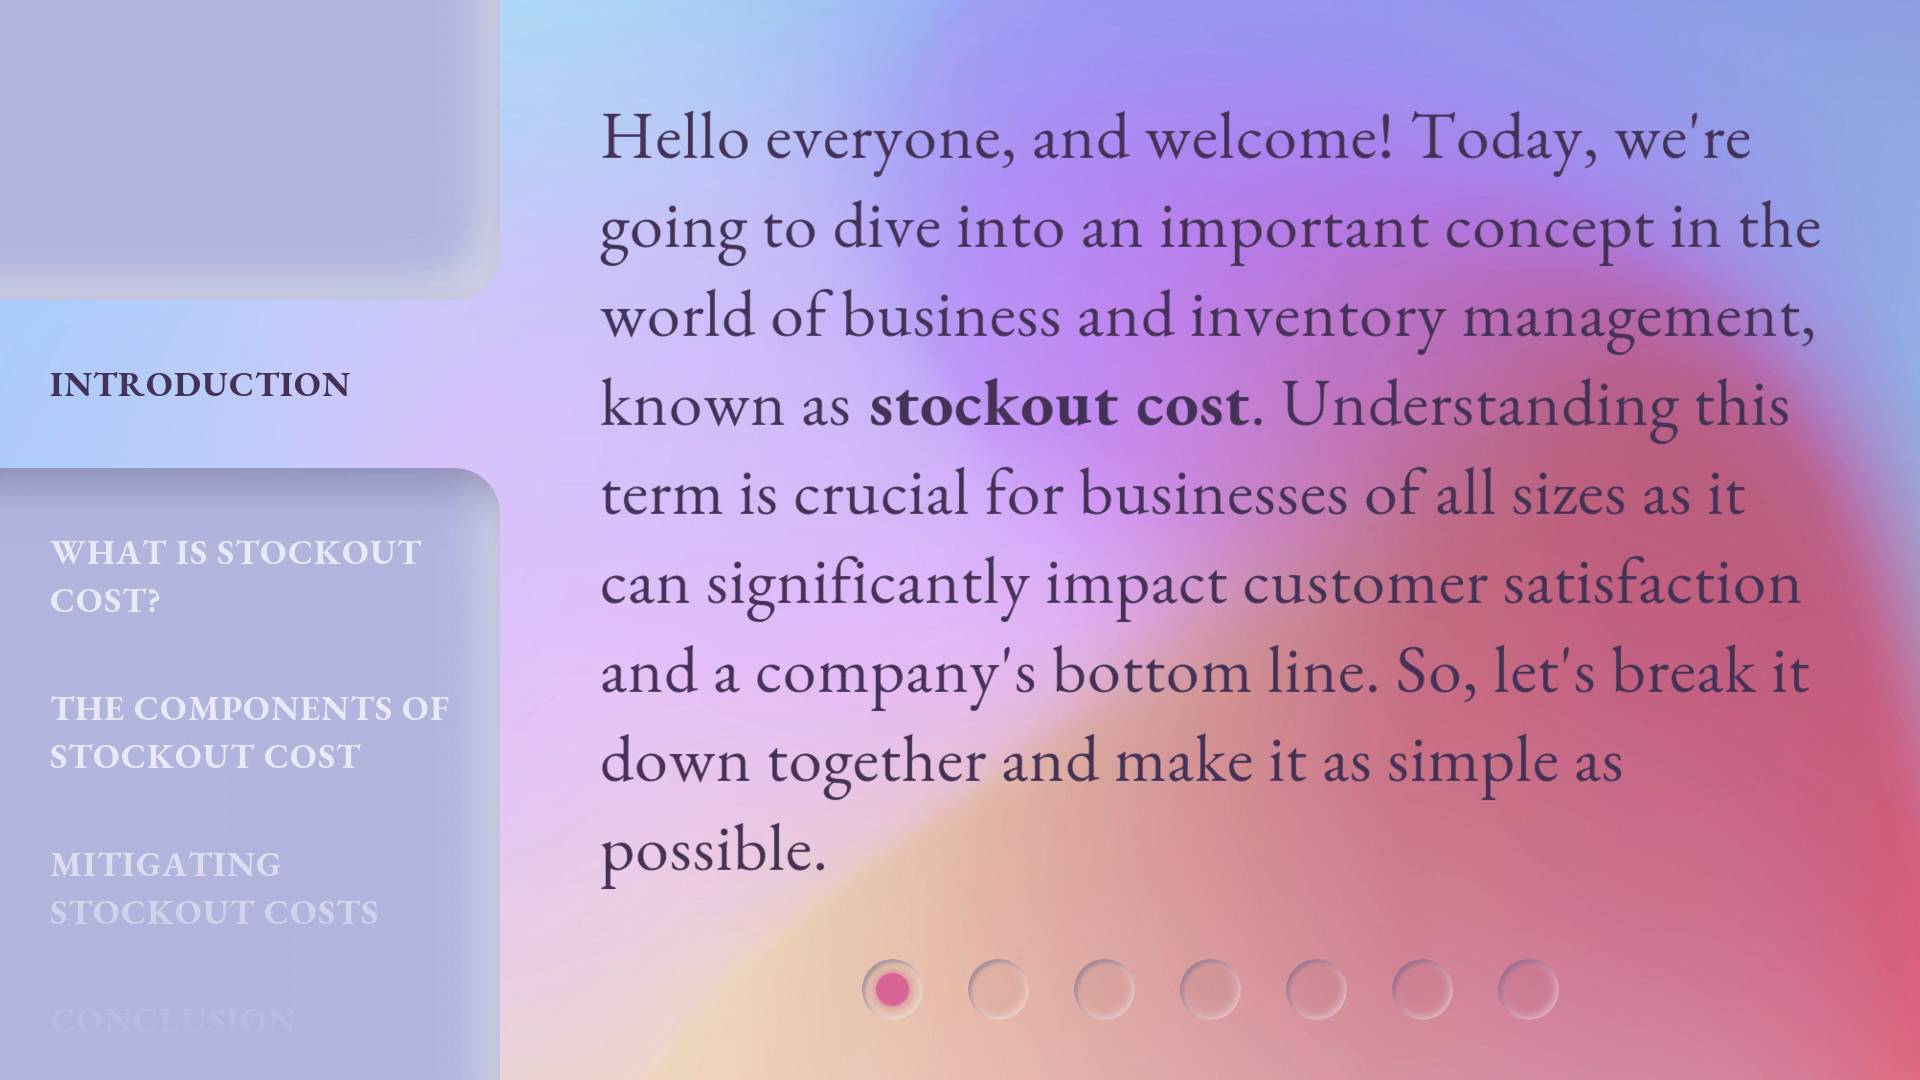 INTRODUCTION
WHAT IS STOCKOUT
COST?
THE COMPONENTS OF
STOCKOUT COST
MITIGATING
STOCKOUT COSTS
CONCLUSION
Hello everyone, and welcome! Today, we're
going to dive into an important concept in the
world of business and inventory management,
known as stockout cost. Understanding this
term is crucial for businesses of all sizes as it
can significantly impact customer satisfaction
and a company's bottom line. So, let's break it
down together and make it as simple as
possible.